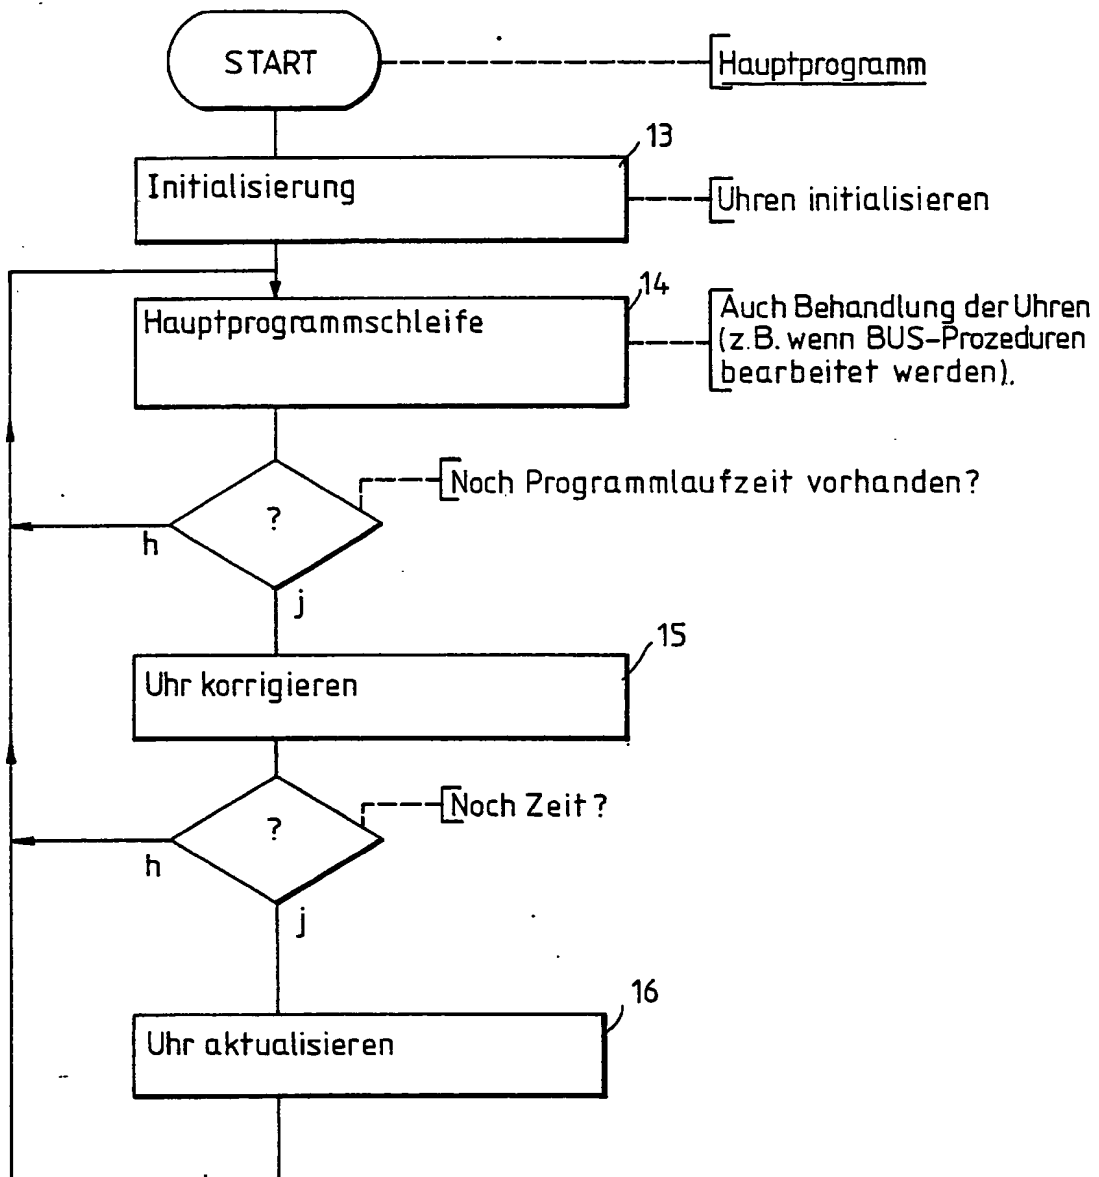 START
Hauptprogramm
13
Initialisierung
Uhren initialisieren
14
Hauptprogrammschleife
Auch Behandlung der Uhren
(z.B. wenn BUS-Prozeduren
bearbeitet werden).
Noch Programmlaufzeit vorhanden?
?
h
j
15
Uhr korrigieren
Noch Zeit?
?
h
j
16
Uhr aktualisieren